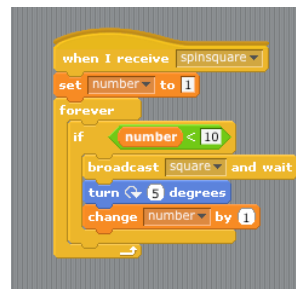 when I receive spinsquare
set number to 1
forever
if number < 10
broadcast square and wait
turn 5 degrees
change number by 1